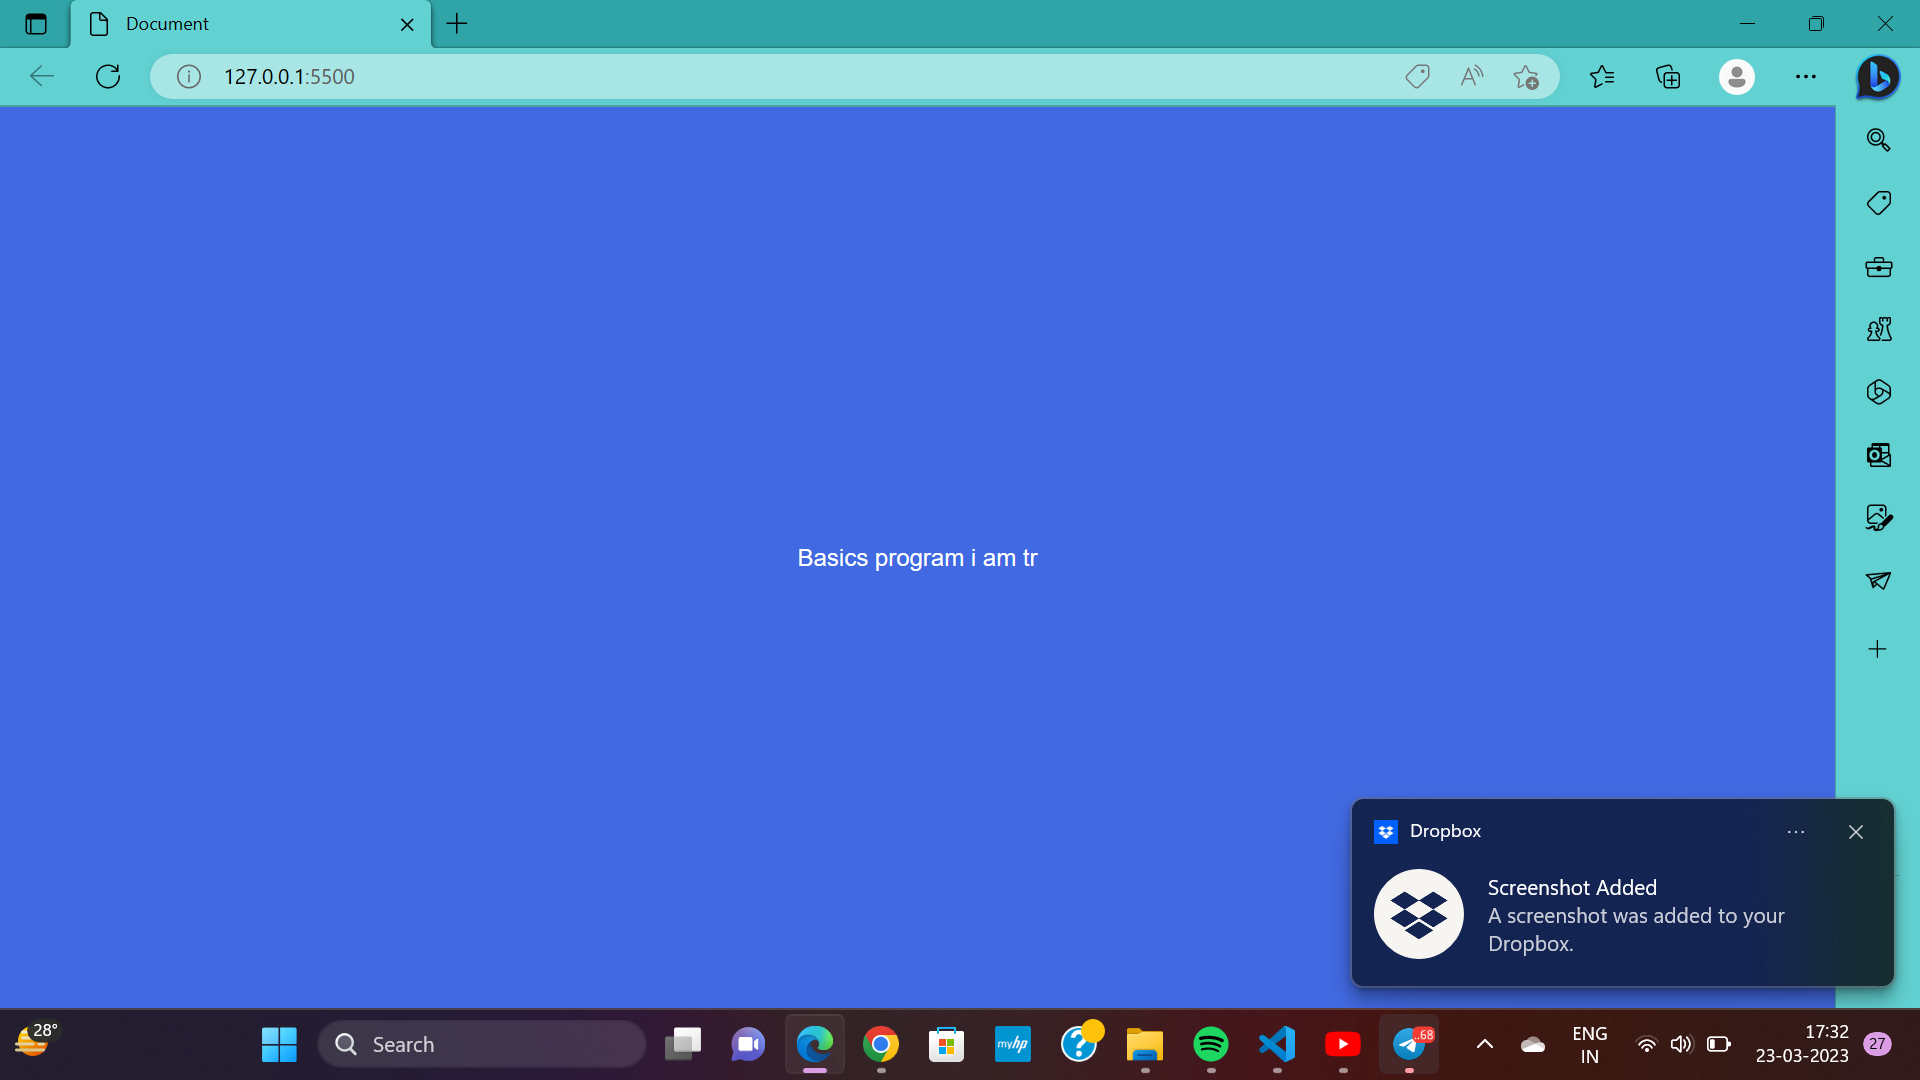 Document
127.0.0.1:5500
Basics program i am tr
Dropbox
Screenshot Added
A screenshot was added to your
Dropbox.
28°
Search
myhp
..68
ENG
IN
17:32
23-03-2023
27